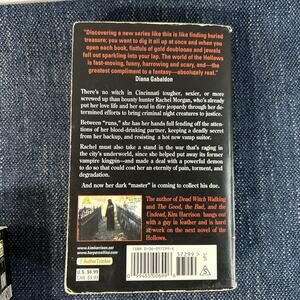 "Discovering a new series like this is like finding buried
treasure; you want to dig it all up at once and when you
open each book, fistfuls of gold doubloons and jewels
fall out sparkling into your lap. The world of the Hollows
is fast-moving, funny, harrowing and scary, and—the
greatest compliment to a fantasy—absolutely real."
Diana Gabaldon
There's no witch in Cincinnati tougher, sexier, or more
screwed up than bounty hunter Rachel Morgan, who's already
put her love life and her soul in dire jeopardy through her de-
termined efforts to bring criminal night creatures to justice.
Between "runs," she has her hands full fending off the atten-
tions of her blood-drinking partner, keeping a deadly secret
from her backup, and resisting a hot new vamp suitor.
Rachel must also take a stand in the war that's raging in
the city's underworld, since she helped put away its former
vampire kingpin—and made a deal with a powerful demon
to do so that could cost her an eternity of pain, torment, and
degradation.
And now her dark "master" is coming to collect his due.
The author of Dead Witch Walking
and The Good, the Bad, and the
Undead, Kim Harrison hangs out
with a guy in leather and is hard
at work on the next novel of the
Hollows.
www.kimharrison.net
www.harpercollins.com
AuthorTracker
U.S. $6.99
ISBN 0-06-057299-4
57299